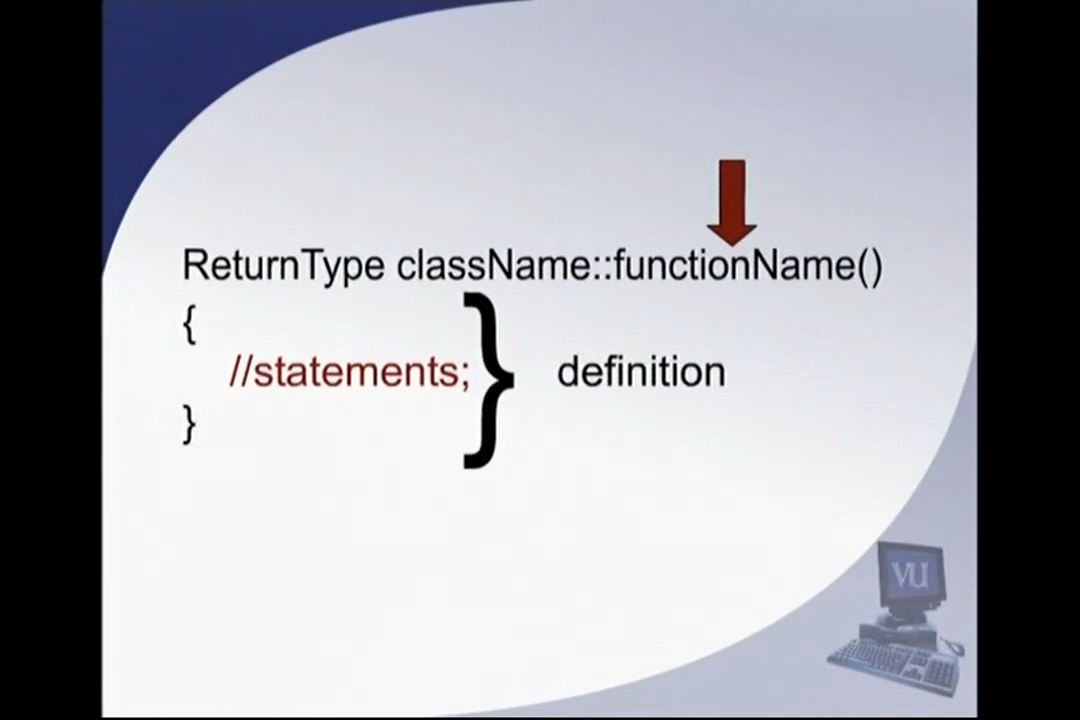 ReturnType className::functionName()
{
//statements;
} definition
}
VU